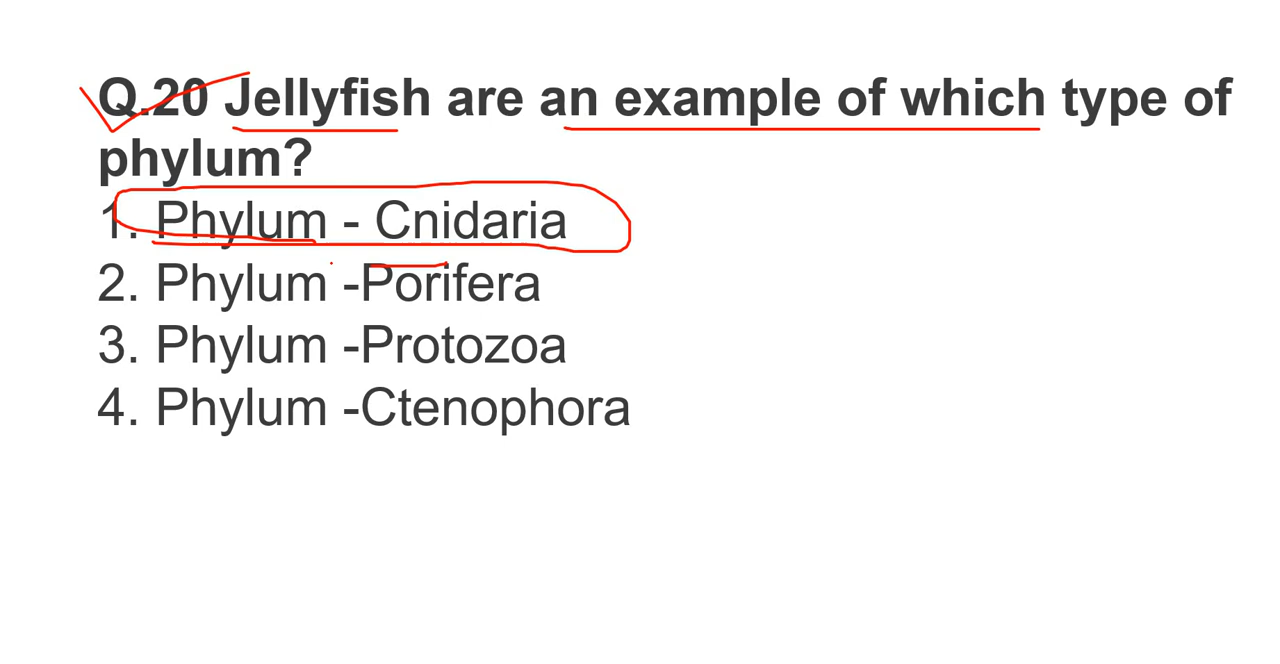 Q.20 Jellyfish are an example of which type of
phylum?
1. Phylum - Cnidaria
2. Phylum -Porifera
3. Phylum -Protozoa
4. Phylum -Ctenophora